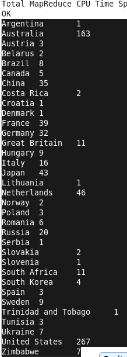 Total MapReduce CPU Time Sp
OK
Argentina 1
Australia 163
Austria 3
Belarus 2
Brazil 8
Canada 5
China 35
Costa Rica 2
Croatia 1
Denmark 1
France 39
Germany 32
Great Britain 11
Hungary 9
Italy 16
Japan 43
Lithuania 1
Netherlands 46
Norway 2
Poland 3
Romania 6
Russia 20
Serbia 1
Slovakia 2
Slovenia 1
South Africa 11
South Korea 4
Spain 3
Sweden 9
Trinidad and Tobago 1
Tunisia 3
Ukraine 7
United States 267
Zimbabwe 7